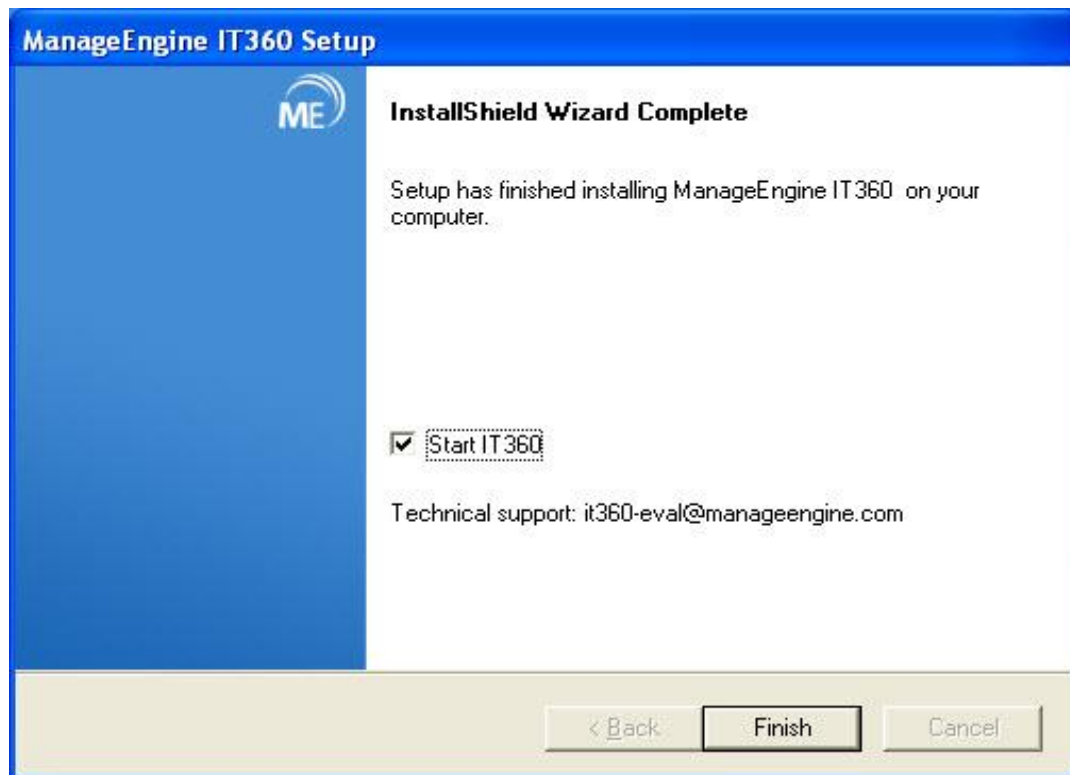 ManageEngine IT360 Setup
ME
InstallShield Wizard Complete
Setup has finished installing ManageEngine IT360 on your
computer.
Start IT360
Technical support: it360-eval@manageengine.com
< Back
Finish
Cancel